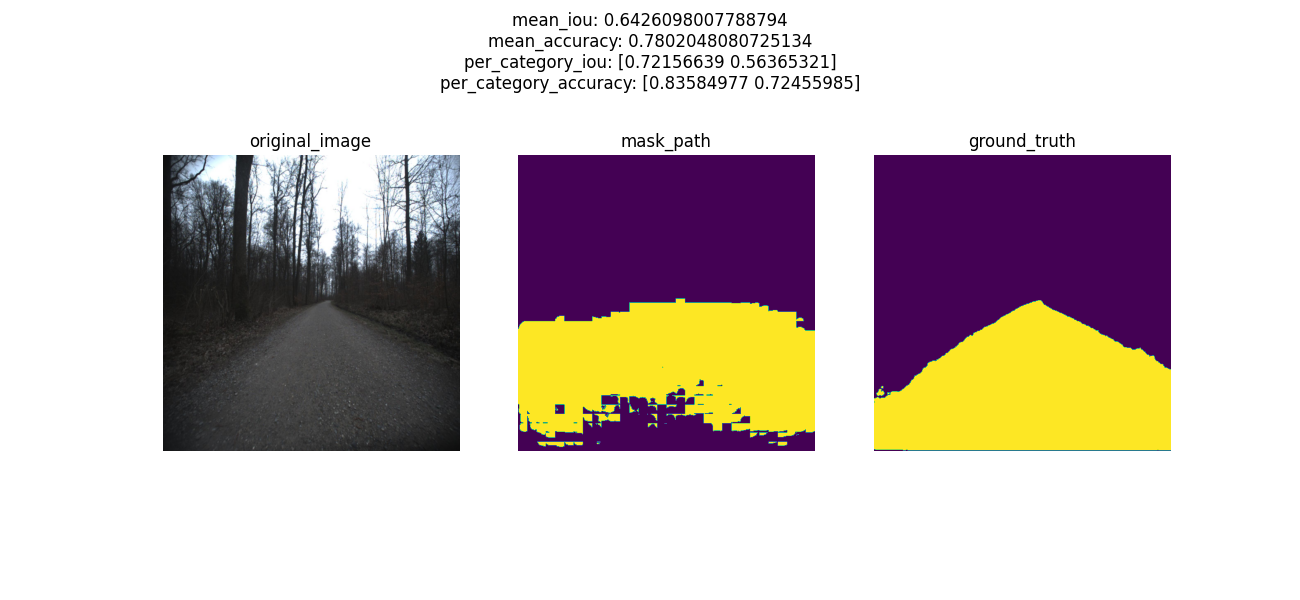 mean_iou: 0.6426098007788794
mean_accuracy: 0.7802048080725134
per_category_iou: [0.72156639 0.56365321]
per_category_accuracy: [0.83584977 0.72455985]
original_image
mask_path
ground_truth